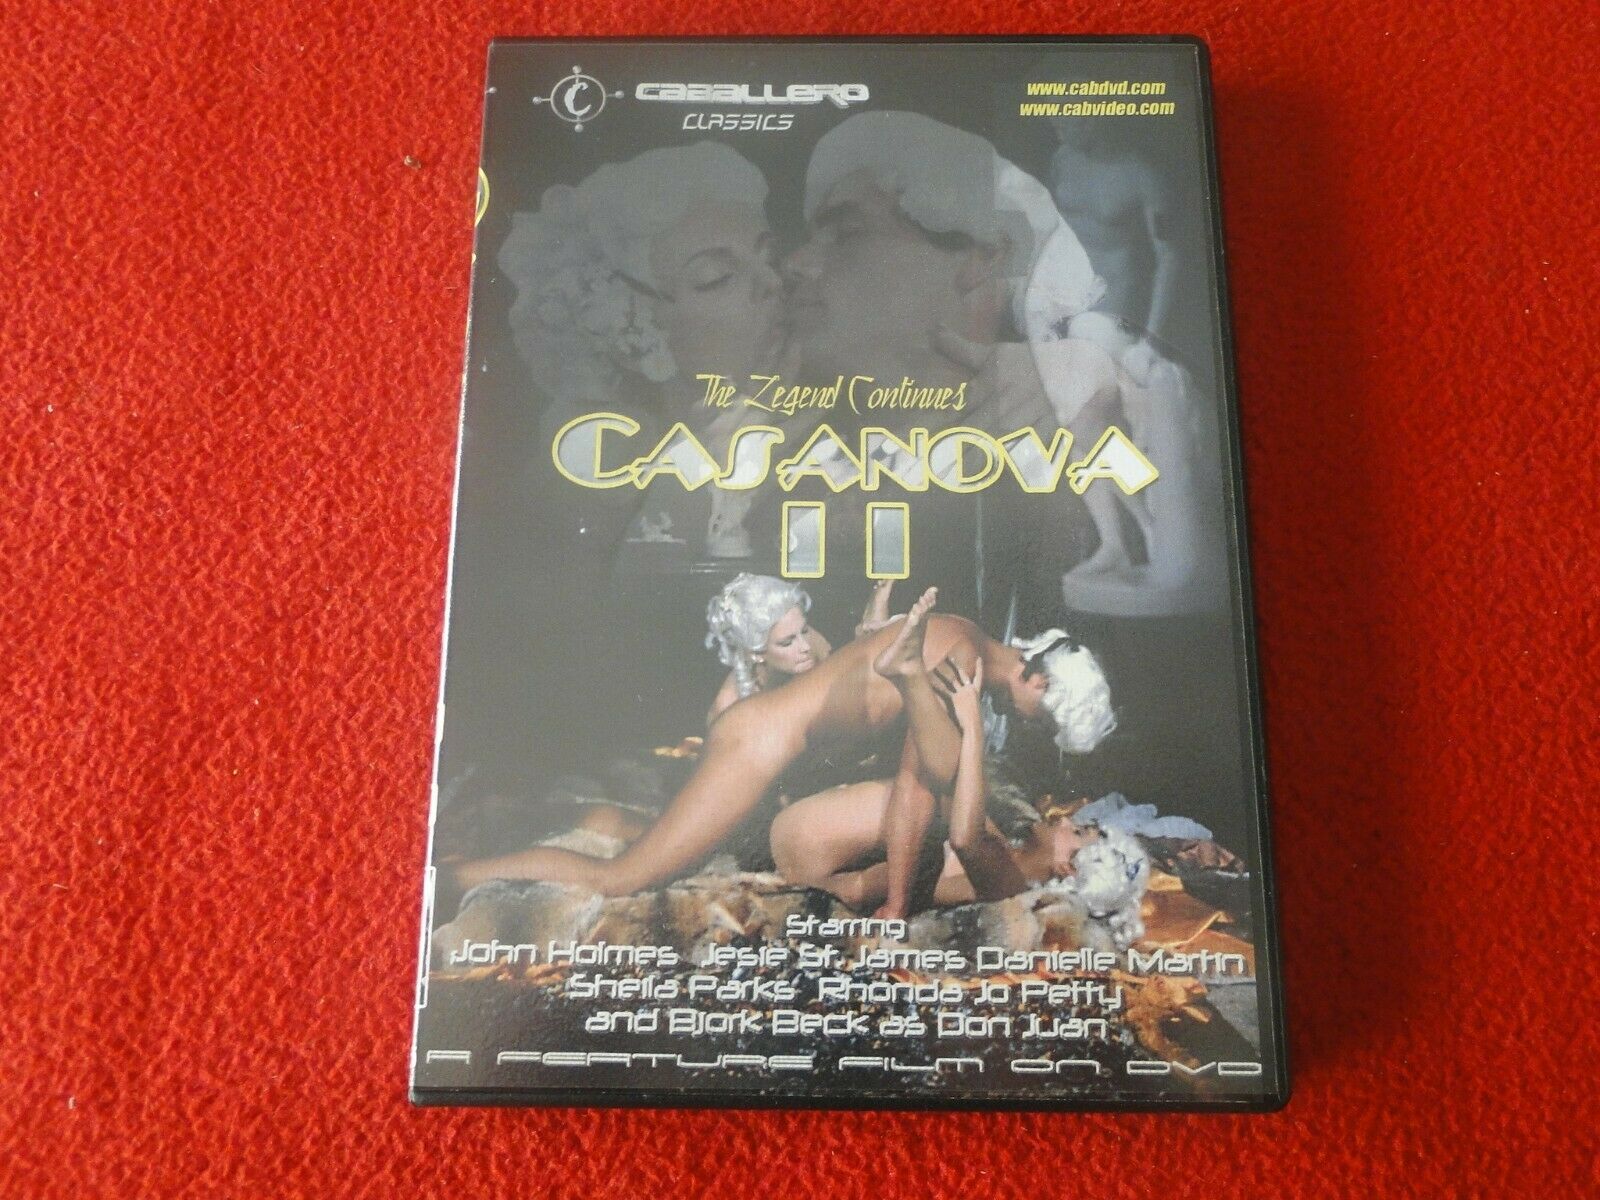 C
CABALLERO
CLASSICS
www.cabdvd.com
www.cabvideo.com
The Legend Continues
CASANOVA
II
Starring
John Holmes Jesie St. James Danielle Martin
Sheila Parks Rhonda Jo Petty
and Bjork Beck as Don Juan
A FEATURE FILM ON DVD